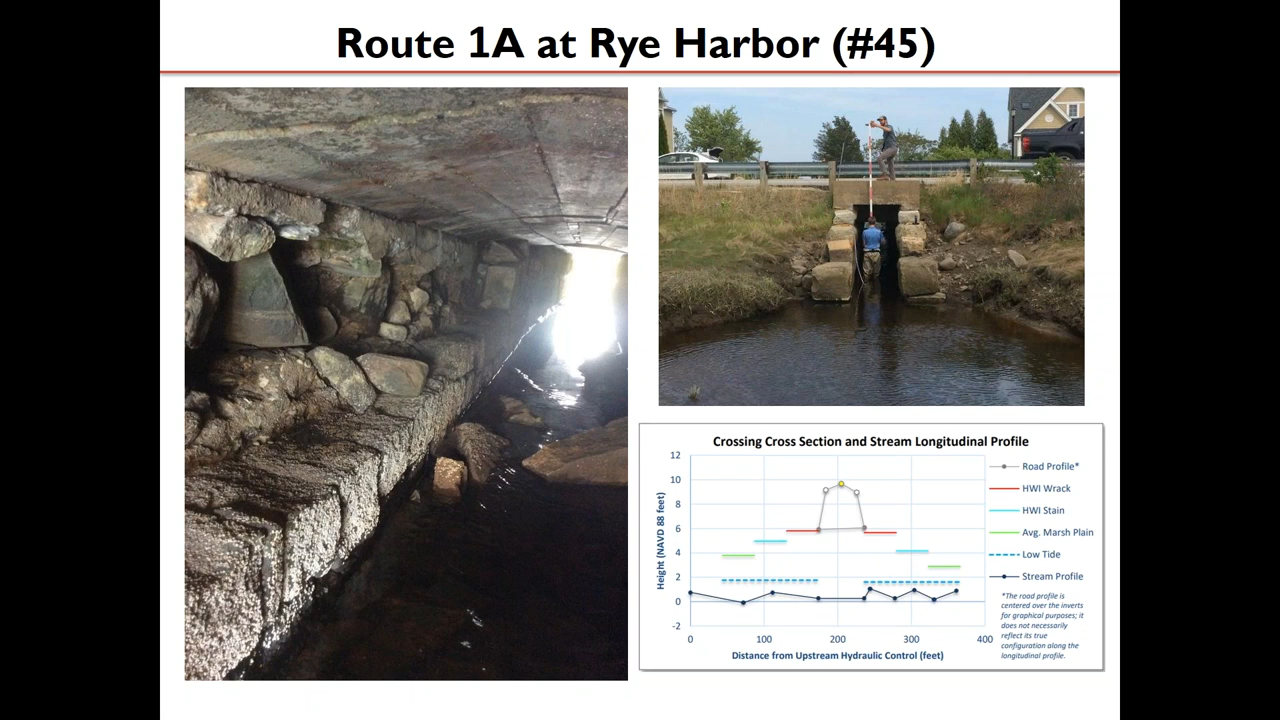 Route 1A at Rye Harbor (#45)
Crossing Cross Section and Stream Longitudinal Profile
Height (NAVD 88 feet)
12
10
8
6
4
2
0
-2
0
100
200
300
400
Distance from Upstream Hydraulic Control (feet)
Road Profile*
HWI Wrack
HWI Stain
Avg. Marsh Plain
Low Tide
Stream Profile
*The road profile is
centered over the inverts
for graphical purposes; it
does not necessarily
reflect its true
configuration along the
longitudinal profile.